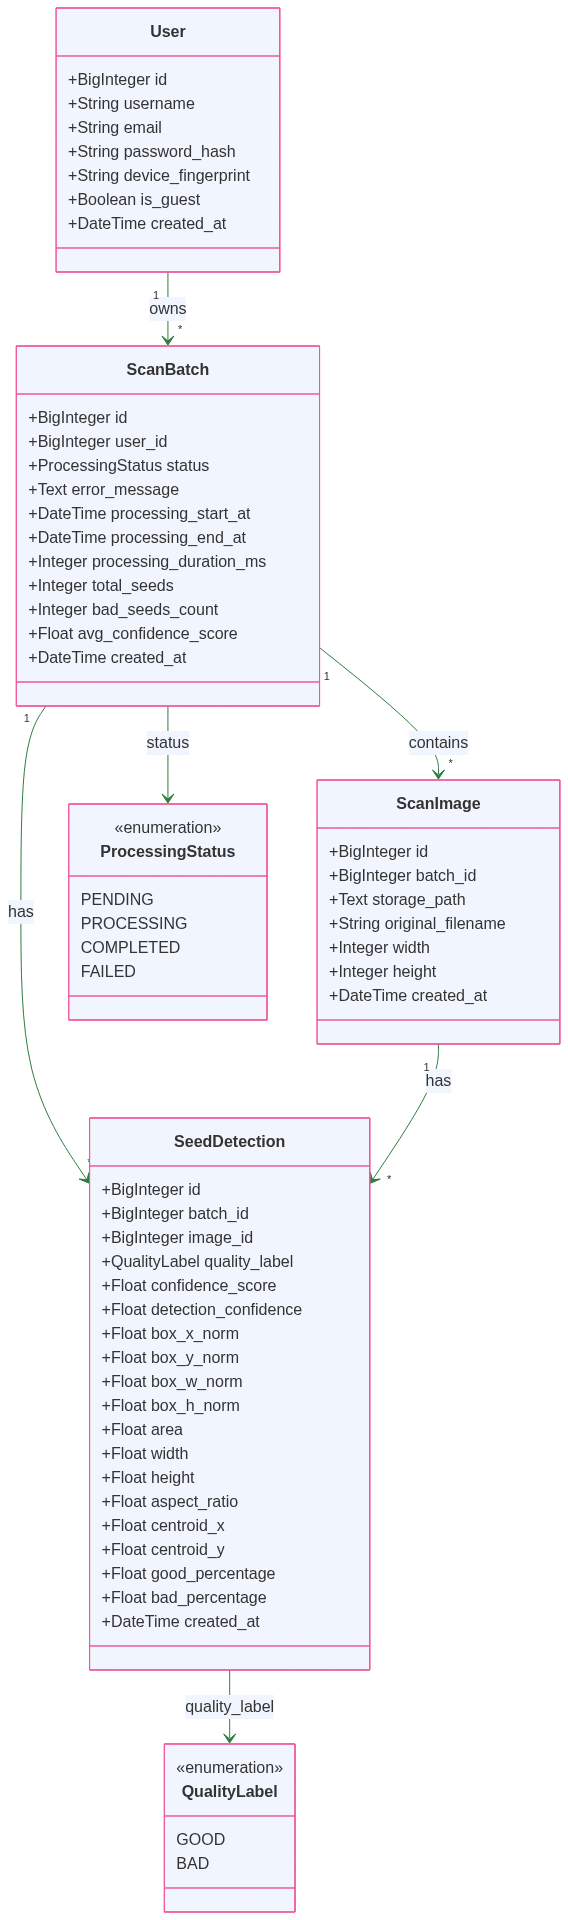 User
+BigInteger id
+String username
+String email
+String password_hash
+String device_fingerprint
+Boolean is_guest
+DateTime created_at
1
owns
*
ScanBatch
+BigInteger id
+BigInteger user_id
+ProcessingStatus status
+Text error_message
+DateTime processing_start_at
+DateTime processing_end_at
+Integer processing_duration_ms
+Integer total_seeds
+Integer bad_seeds_count
+Float avg_confidence_score
+DateTime created_at
1
1
status
contains
*
«enumeration»
ProcessingStatus
PENDING
PROCESSING
COMPLETED
FAILED
ScanImage
+BigInteger id
+BigInteger batch_id
+Text storage_path
+String original_filename
+Integer width
+Integer height
+DateTime created_at
has
1
has
*
SeedDetection
+BigInteger id
+BigInteger batch_id
+BigInteger image_id
+QualityLabel quality_label
+Float confidence_score
+Float detection_confidence
+Float box_x_norm
+Float box_y_norm
+Float box_w_norm
+Float box_h_norm
+Float area
+Float width
+Float height
+Float aspect_ratio
+Float centroid_x
+Float centroid_y
+Float good_percentage
+Float bad_percentage
+DateTime created_at
quality_label
«enumeration»
QualityLabel
GOOD
BAD